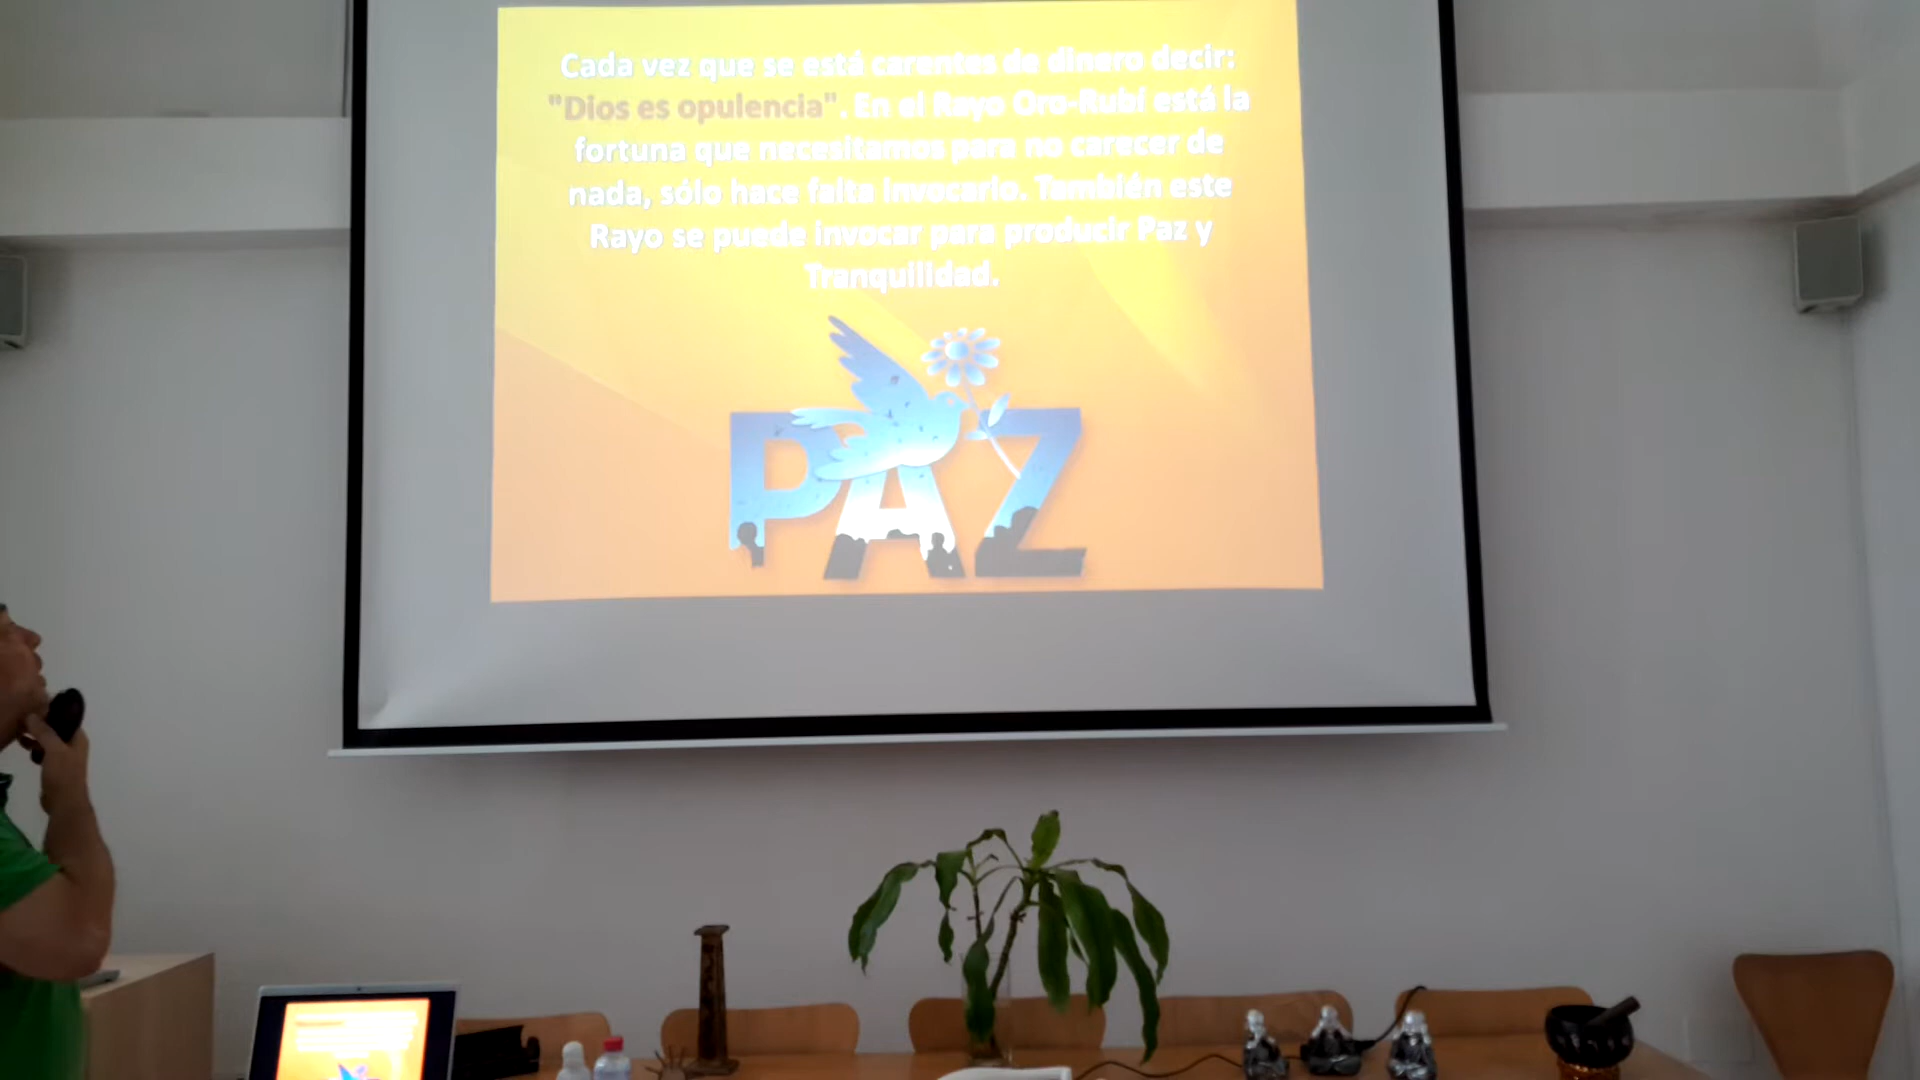 Cada vez que se está carentes de dinero decir:
"Dios es opulencia". En el Rayo Oro-Rubí está la
fortuna que necesitamos para no carecer de
nada, sólo hace falta invocarlo. También este
Rayo se puede invocar para producir Paz y
Tranquilidad.
PAZ